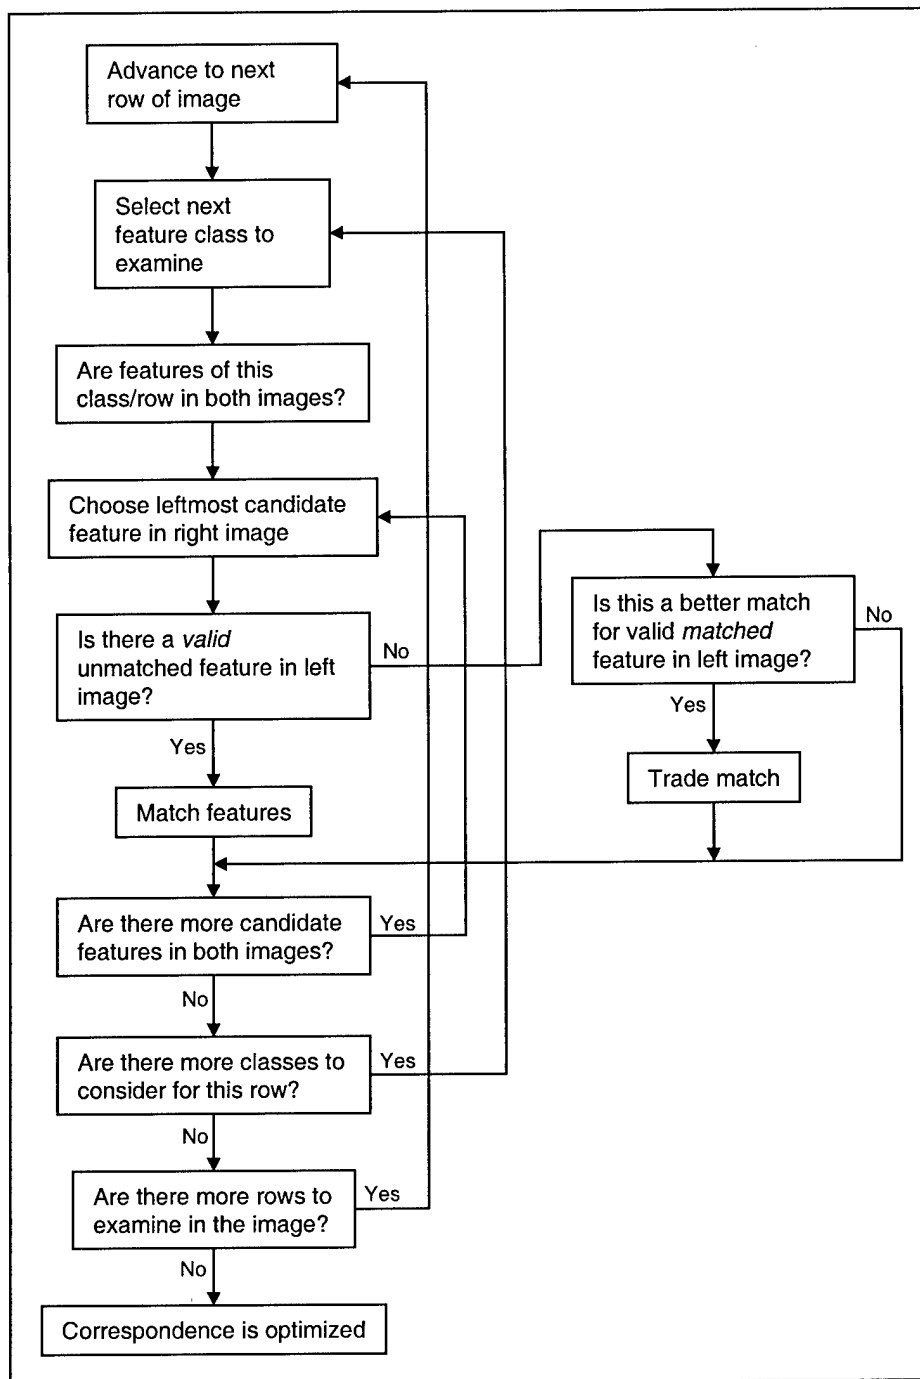 Advance to next
row of image
Select next
feature class to
examine
Are features of this
class/row in both images?
Choose leftmost candidate
feature in right image
Is there a valid
unmatched feature in left
image?
No
Is this a better match
for valid matched
feature in left image?
No
Yes
Trade match
Yes
Match features
Are there more candidate
features in both images?
Yes
No
Are there more classes to
consider for this row?
Yes
No
Are there more rows to
examine in the image?
Yes
No
Correspondence is optimized